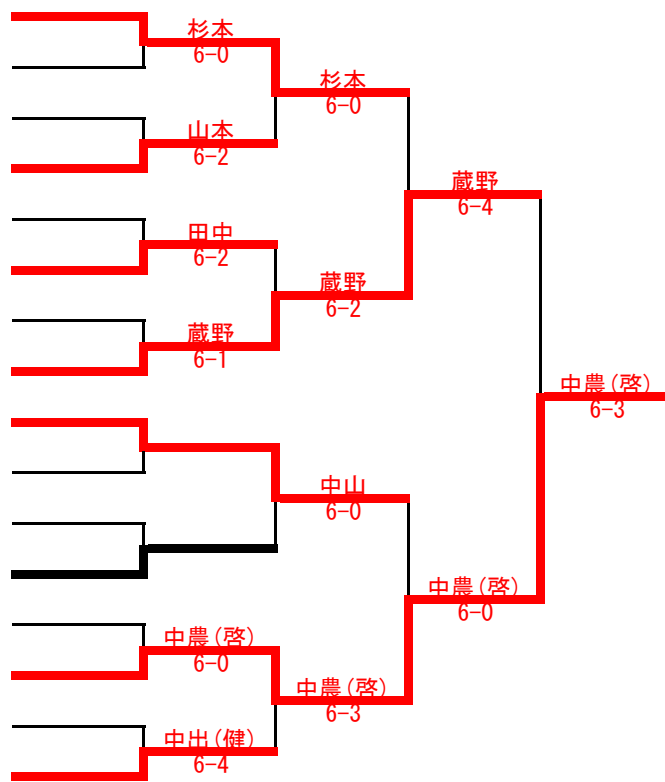 杉本
6-0
山本
6-2
田中
6-2
蔵野
6-1
中農(啓)
6-0
中出(健)
6-4
杉本
6-0
蔵野
6-2
中山
6-0
中農(啓)
6-3
蔵野
6-4
中農(啓)
6-0
中農(啓)
6-3